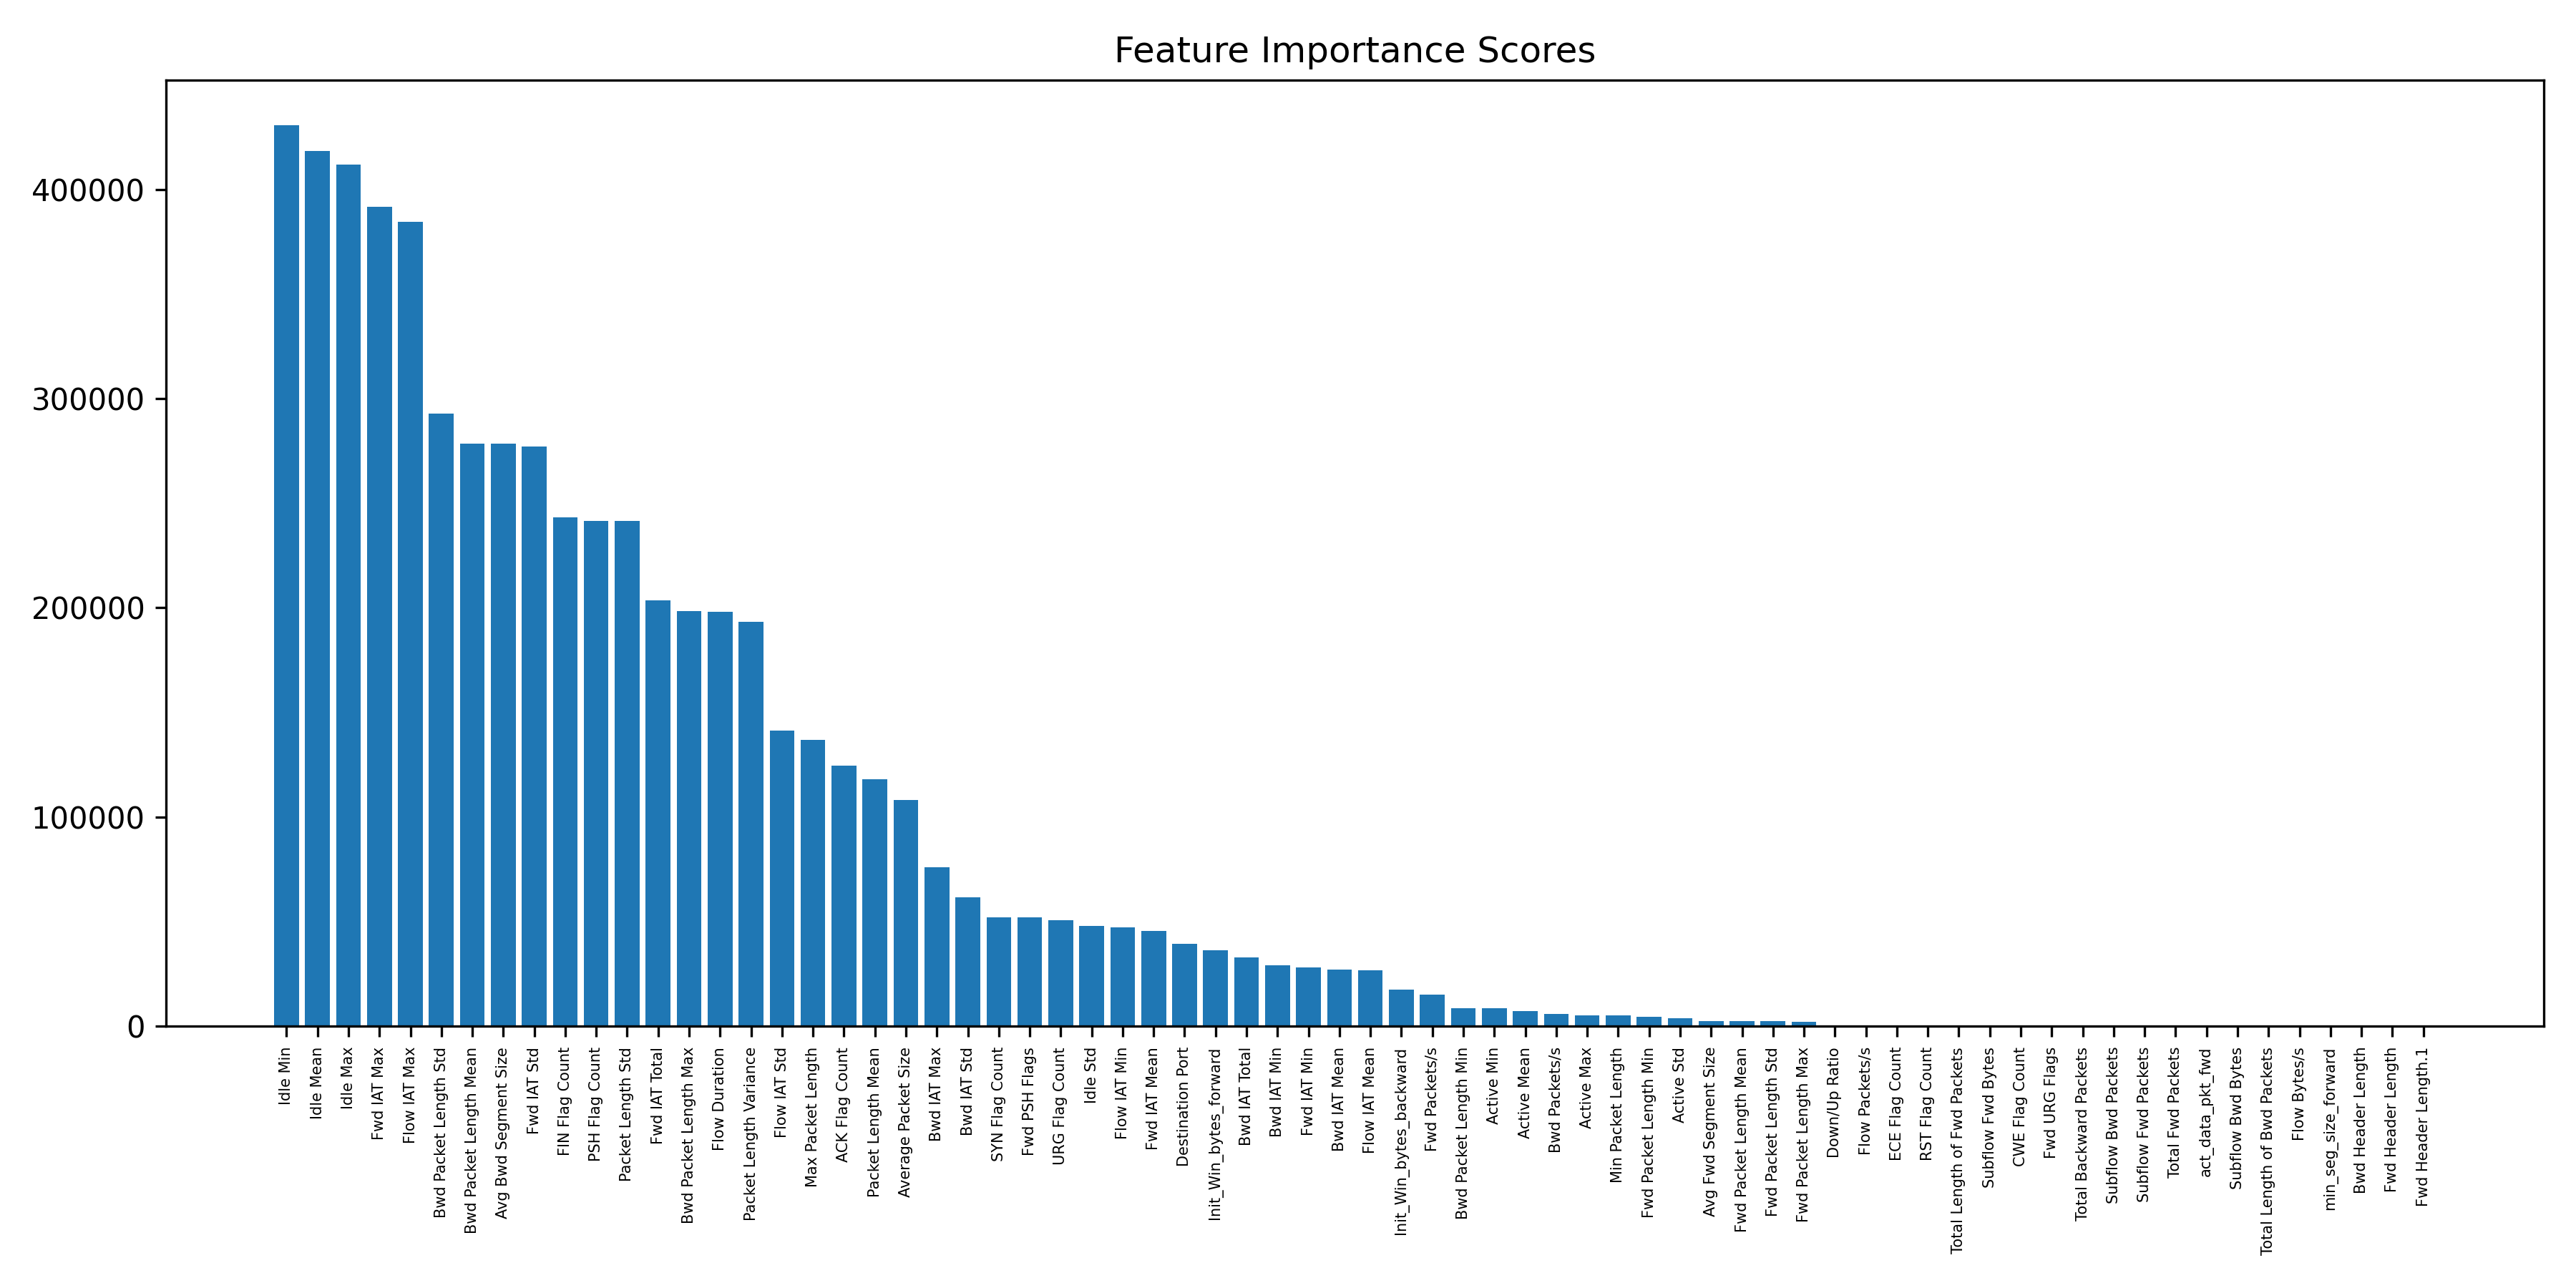 Feature Importance Scores
400000
300000
200000
100000
0
Idle Min
Idle Mean
Idle Max
Fwd IAT Max
Flow IAT Max
Bwd Packet Length Std
Bwd Packet Length Mean
Avg Bwd Segment Size
Fwd IAT Std
FIN Flag Count
PSH Flag Count
Packet Length Std
Fwd IAT Total
Bwd Packet Length Max
Flow Duration
Packet Length Variance
Flow IAT Std
Max Packet Length
ACK Flag Count
Packet Length Mean
Average Packet Size
Bwd IAT Max
Bwd IAT Std
SYN Flag Count
Fwd PSH Flags
URG Flag Count
Idle Std
Flow IAT Min
Fwd IAT Mean
Destination Port
Init_Win_bytes_forward
Bwd IAT Total
Bwd IAT Min
Fwd IAT Min
Bwd IAT Mean
Flow IAT Mean
Init_Win_bytes_backward
Fwd Packets/s
Bwd Packet Length Min
Active Min
Active Mean
Bwd Packets/s
Active Max
Min Packet Length
Fwd Packet Length Min
Active Std
Avg Fwd Segment Size
Fwd Packet Length Mean
Fwd Packet Length Std
Fwd Packet Length Max
Down/Up Ratio
Flow Packets/s
ECE Flag Count
RST Flag Count
Total Length of Fwd Packets
Subflow Fwd Bytes
CWE Flag Count
Fwd URG Flags
Total Backward Packets
Subflow Bwd Packets
Subflow Fwd Packets
Total Fwd Packets
act_data_pkt_fwd
Subflow Bwd Bytes
Total Length of Bwd Packets
Flow Bytes/s
min_seg_size_forward
Bwd Header Length
Fwd Header Length
Fwd Header Length.1